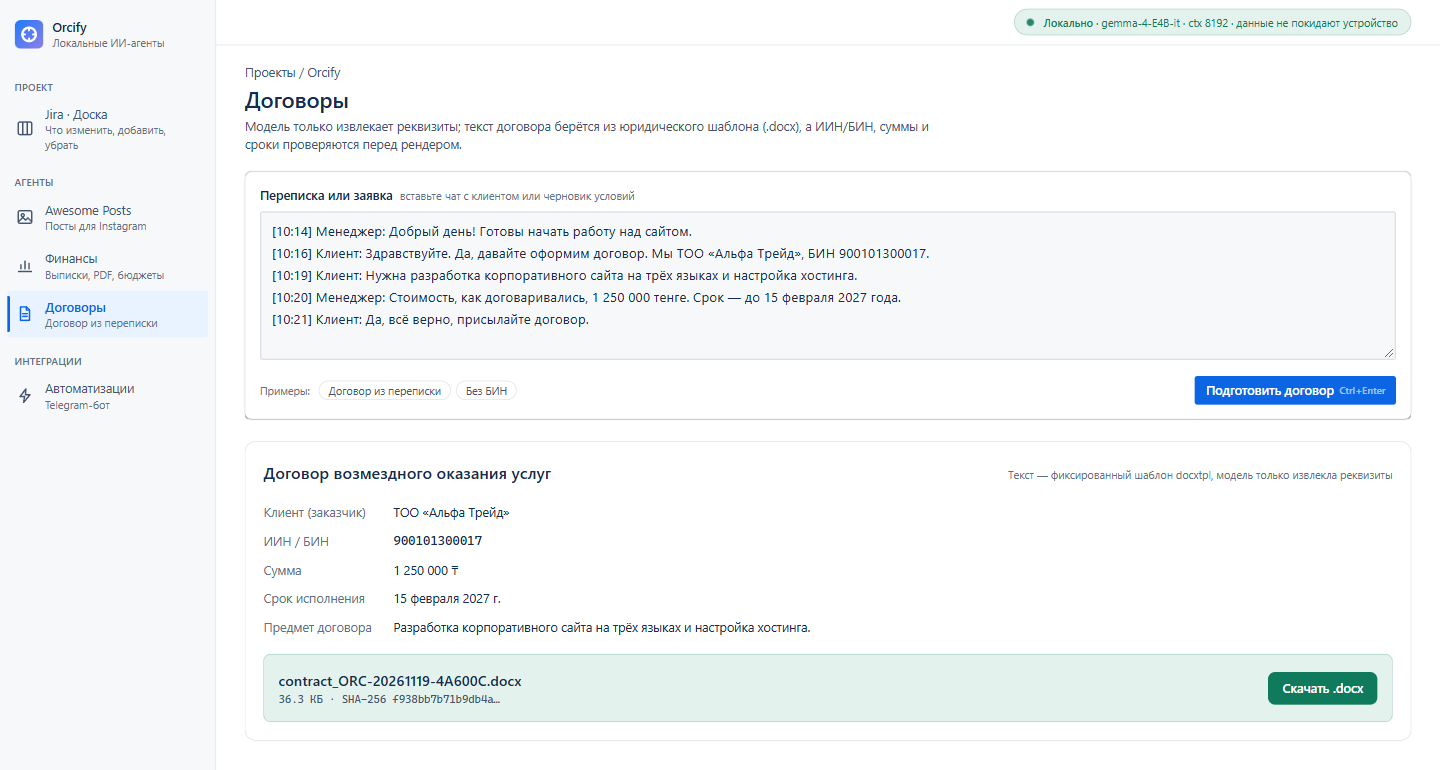 Orcify
Локальные ИИ-агенты
ПРОЕКТ
Jira · Доска
Что изменить, добавить,
убрать
АГЕНТЫ
Awesome Posts
Посты для Instagram
Финансы
Выписки, PDF, бюджеты
Договоры
Договор из переписки
ИНТЕГРАЦИИ
Автоматизации
Telegram-бот
Локально · gemma-4-E4B-it · ctx 8192 · данные не покидают устройство
Проекты / Orcify
Договоры
Модель только извлекает реквизиты; текст договора берётся из юридического шаблона (.docx), а ИИН/БИН, суммы и
сроки проверяются перед рендером.
Переписка или заявка вставьте чат с клиентом или черновик условий
[10:14] Менеджер: Добрый день! Готовы начать работу над сайтом.
[10:16] Клиент: Здравствуйте. Да, давайте оформим договор. Мы ТОО «Альфа Трейд», БИН 900101300017.
[10:19] Клиент: Нужна разработка корпоративного сайта на трёх языках и настройка хостинга.
[10:20] Менеджер: Стоимость, как договаривались, 1 250 000 тенге. Срок — до 15 февраля 2027 года.
[10:21] Клиент: Да, всё верно, присылайте договор.
Примеры: Договор из переписки Без БИН
Подготовить договор Ctrl+Enter
Договор возмездного оказания услуг
Текст — фиксированный шаблон docxtpl, модель только извлекла реквизиты
Клиент (заказчик) ТОО «Альфа Трейд»
ИИН / БИН 900101300017
Сумма 1 250 000 ₸
Срок исполнения 15 февраля 2027 г.
Предмет договора Разработка корпоративного сайта на трёх языках и настройка хостинга.
contract_ORC-20261119-4A600C.docx
36.3 КБ · SHA-256 f938bb7b71b9db4a…
Скачать .docx